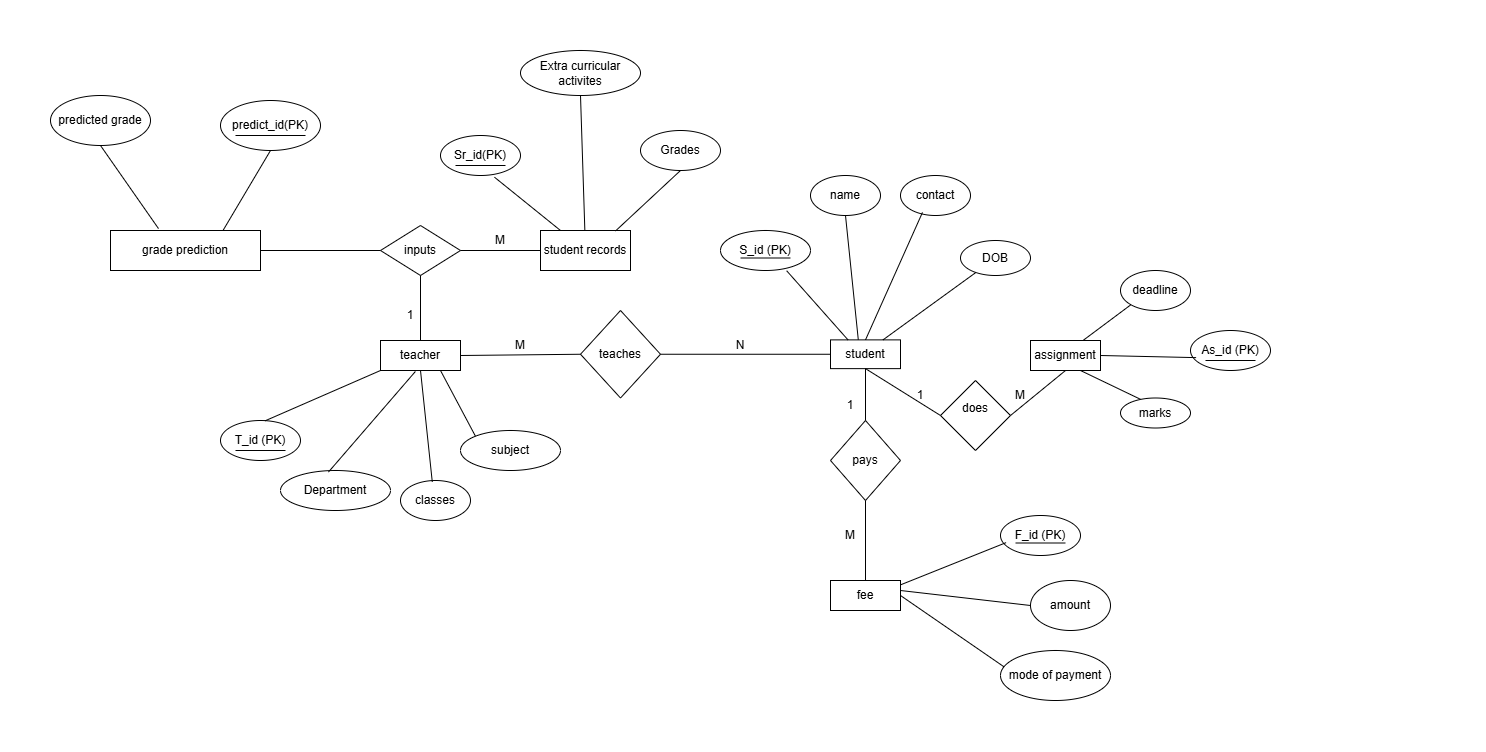 Extra curricular
activites
predicted grade
predict_id(PK)
Sr_id(PK)
Grades
name
contact
S_id (PK)
DOB
grade prediction
inputs
M
student records
deadline
1
teacher
M
teaches
N
student
assignment
As_id (PK)
1
1
M
does
marks
T_id (PK)
subject
pays
Department
classes
M
F_id (PK)
fee
amount
mode of payment